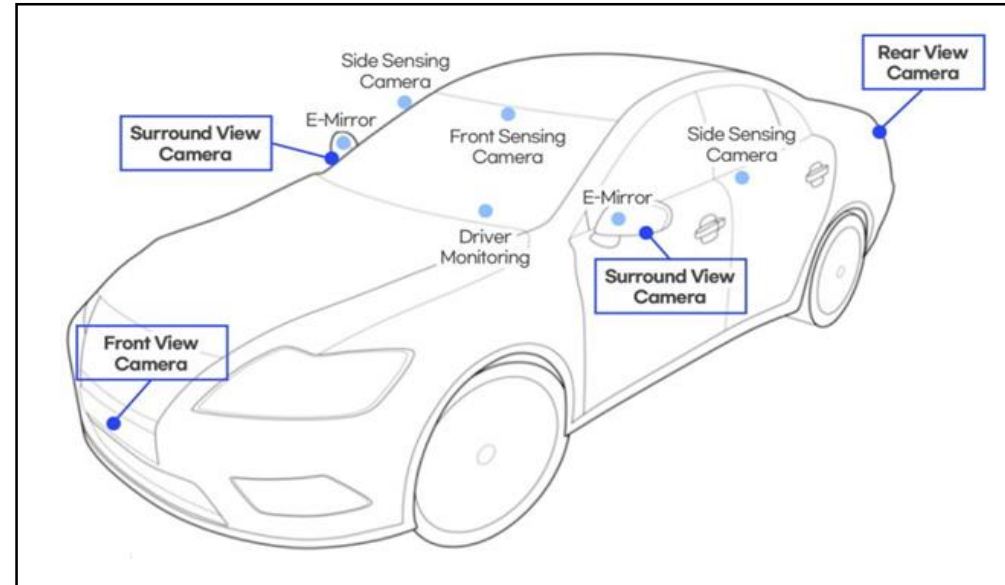 Side Sensing
Camera
Rear View
Camera
E-Mirror
Surround View
Camera
Front Sensing
Camera
Side Sensing
Camera
E-Mirror
Driver
Monitoring
Surround View
Camera
Front View
Camera